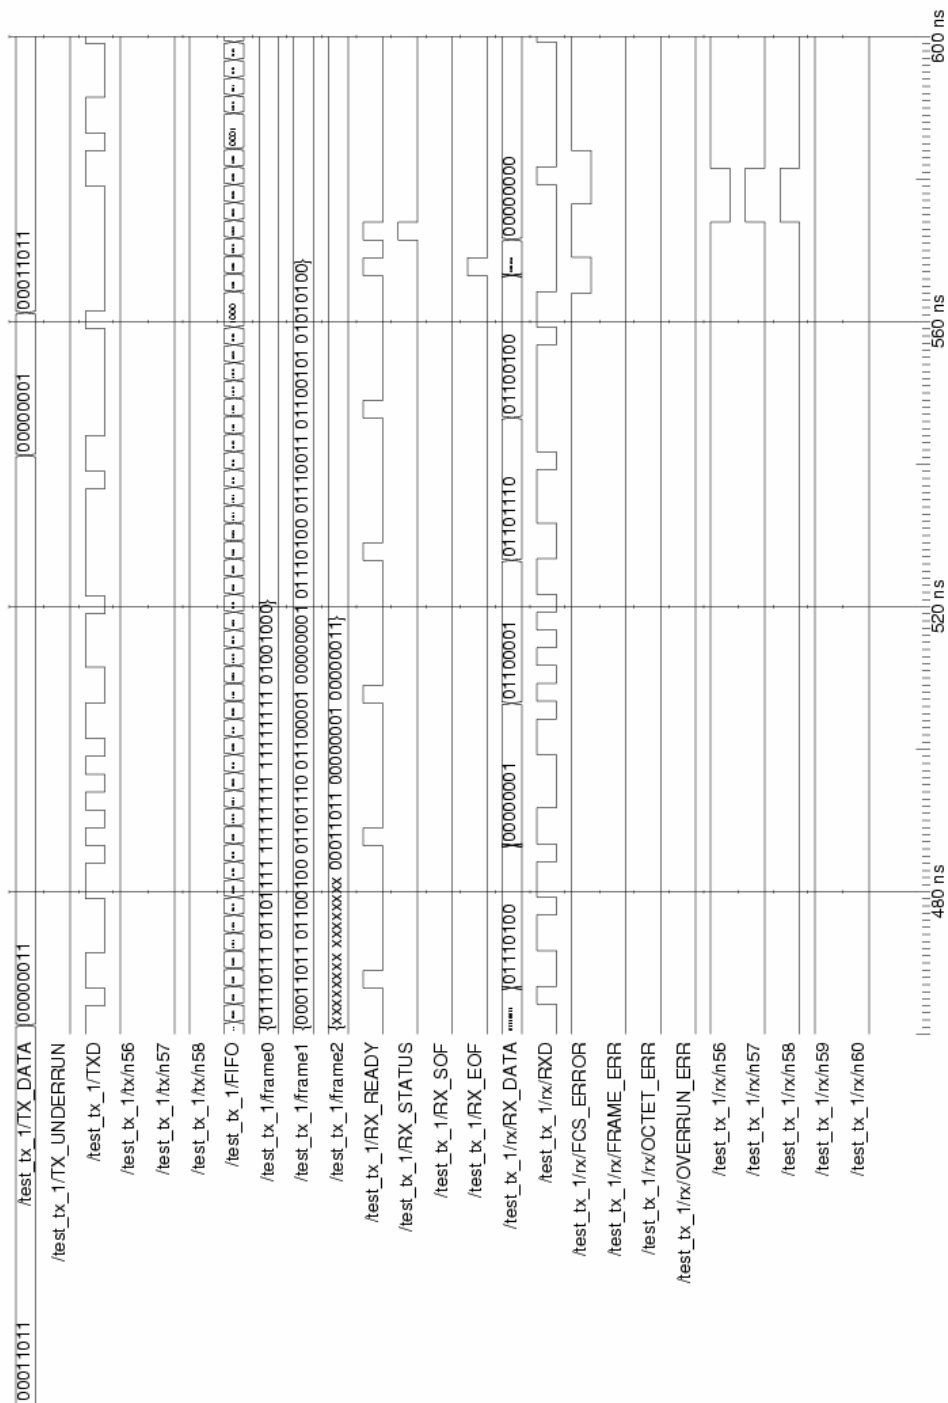 00011011 /test_tx_1/TX_DATA 00000011 00000001 00011011
/test_tx_1/TX_UNDERRUN
/test_tx_1/TXD
/test_tx_1/tx/n56
/test_tx_1/tx/n57
/test_tx_1/tx/n58
/test_tx_1/FIFO
/test_tx_1/frame0 {01110111 01101111 11111111 11111111 01001000}
/test_tx_1/frame1 {00011011 01100100 01101110 01100001 00000001 01110100 01110011 01100101 01010100}
/test_tx_1/frame2 {xxxxxxxx xxxxxxxx 00011011 00000001 00000011}
/test_tx_1/RX_READY
/test_tx_1/RX_STATUS
/test_tx_1/RX_SOF
/test_tx_1/RX_EOF
/test_tx_1/rx/RX_DATA 01110100 00000001 01100001 01101110 01100100 00000000
/test_tx_1/rx/RXD
/test_tx_1/rx/FCS_ERROR
/test_tx_1/rx/FRAME_ERR
/test_tx_1/rx/OCTET_ERR
/test_tx_1/rx/OVERRUN_ERR
/test_tx_1/rx/n56
/test_tx_1/rx/n57
/test_tx_1/rx/n58
/test_tx_1/rx/n59
/test_tx_1/rx/n60
480 ns 520 ns 560 ns 600 ns